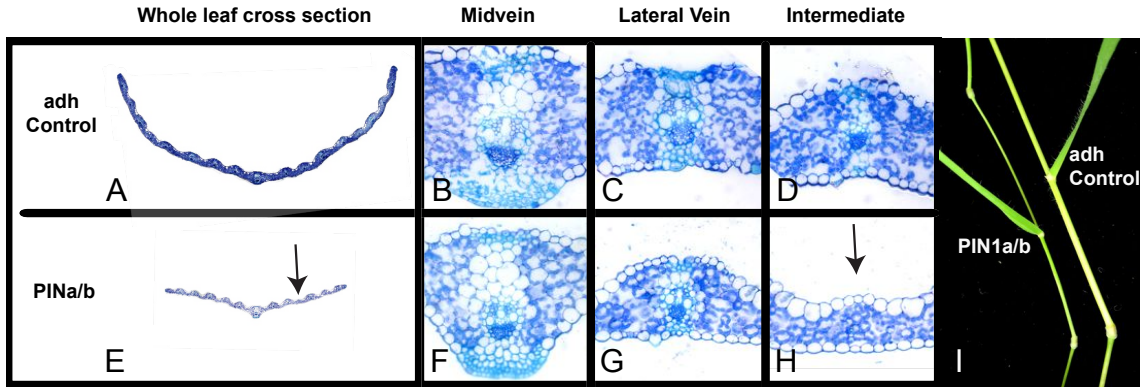 Whole leaf cross section
Midvein
Lateral Vein
Intermediate
adh
Control
A
B
C
D
adh
Control
PIN1a/b
PINa/b
E
F
G
H
I